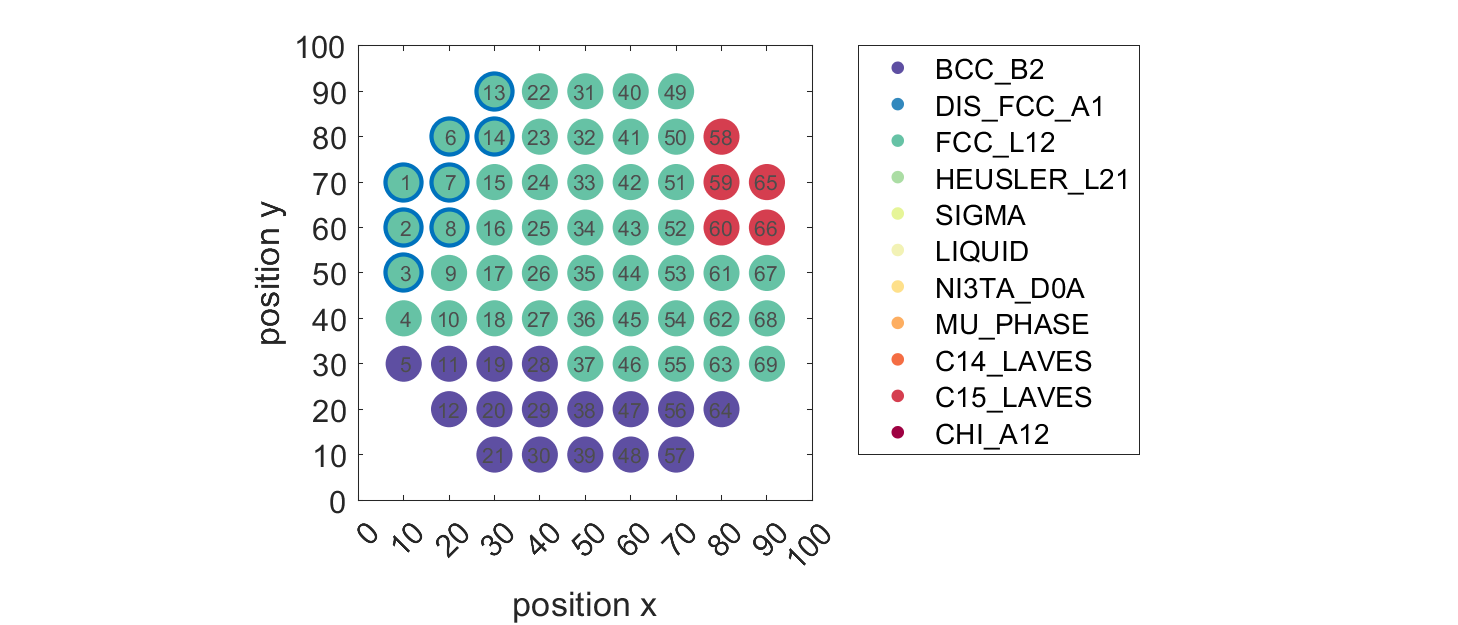 100
90 13 22 31 40 49
80 6 14 23 32 41 50 58
70 1 7 15 24 33 42 51 59 65
60 2 8 16 25 34 43 52 60 66
50 3 9 17 26 35 44 53 61 67
40 4 10 18 27 36 45 54 62 68
30 5 11 19 28 37 46 55 63 69
20 12 20 29 38 47 56 64
10 21 30 39 48 57
0
position y
0 10 20 30 40 50 60 70 80 90 100
position x
BCC_B2
DIS_FCC_A1
FCC_L12
HEUSLER_L21
SIGMA
LIQUID
NI3TA_D0A
MU_PHASE
C14_LAVES
C15_LAVES
CHI_A12